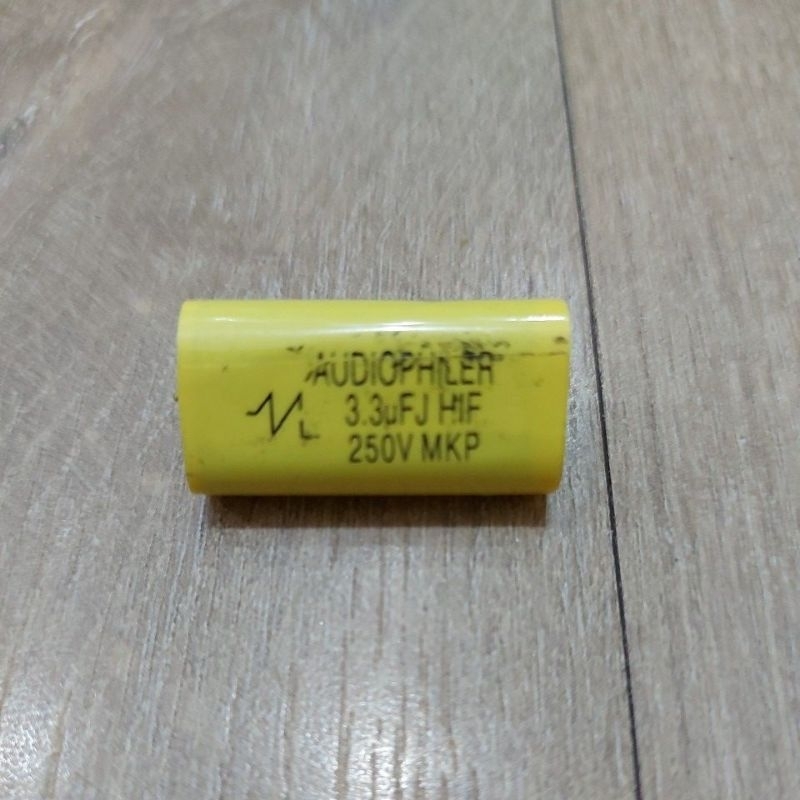 AUDIOPHILER
3.3µFJ HIF
250V MKP